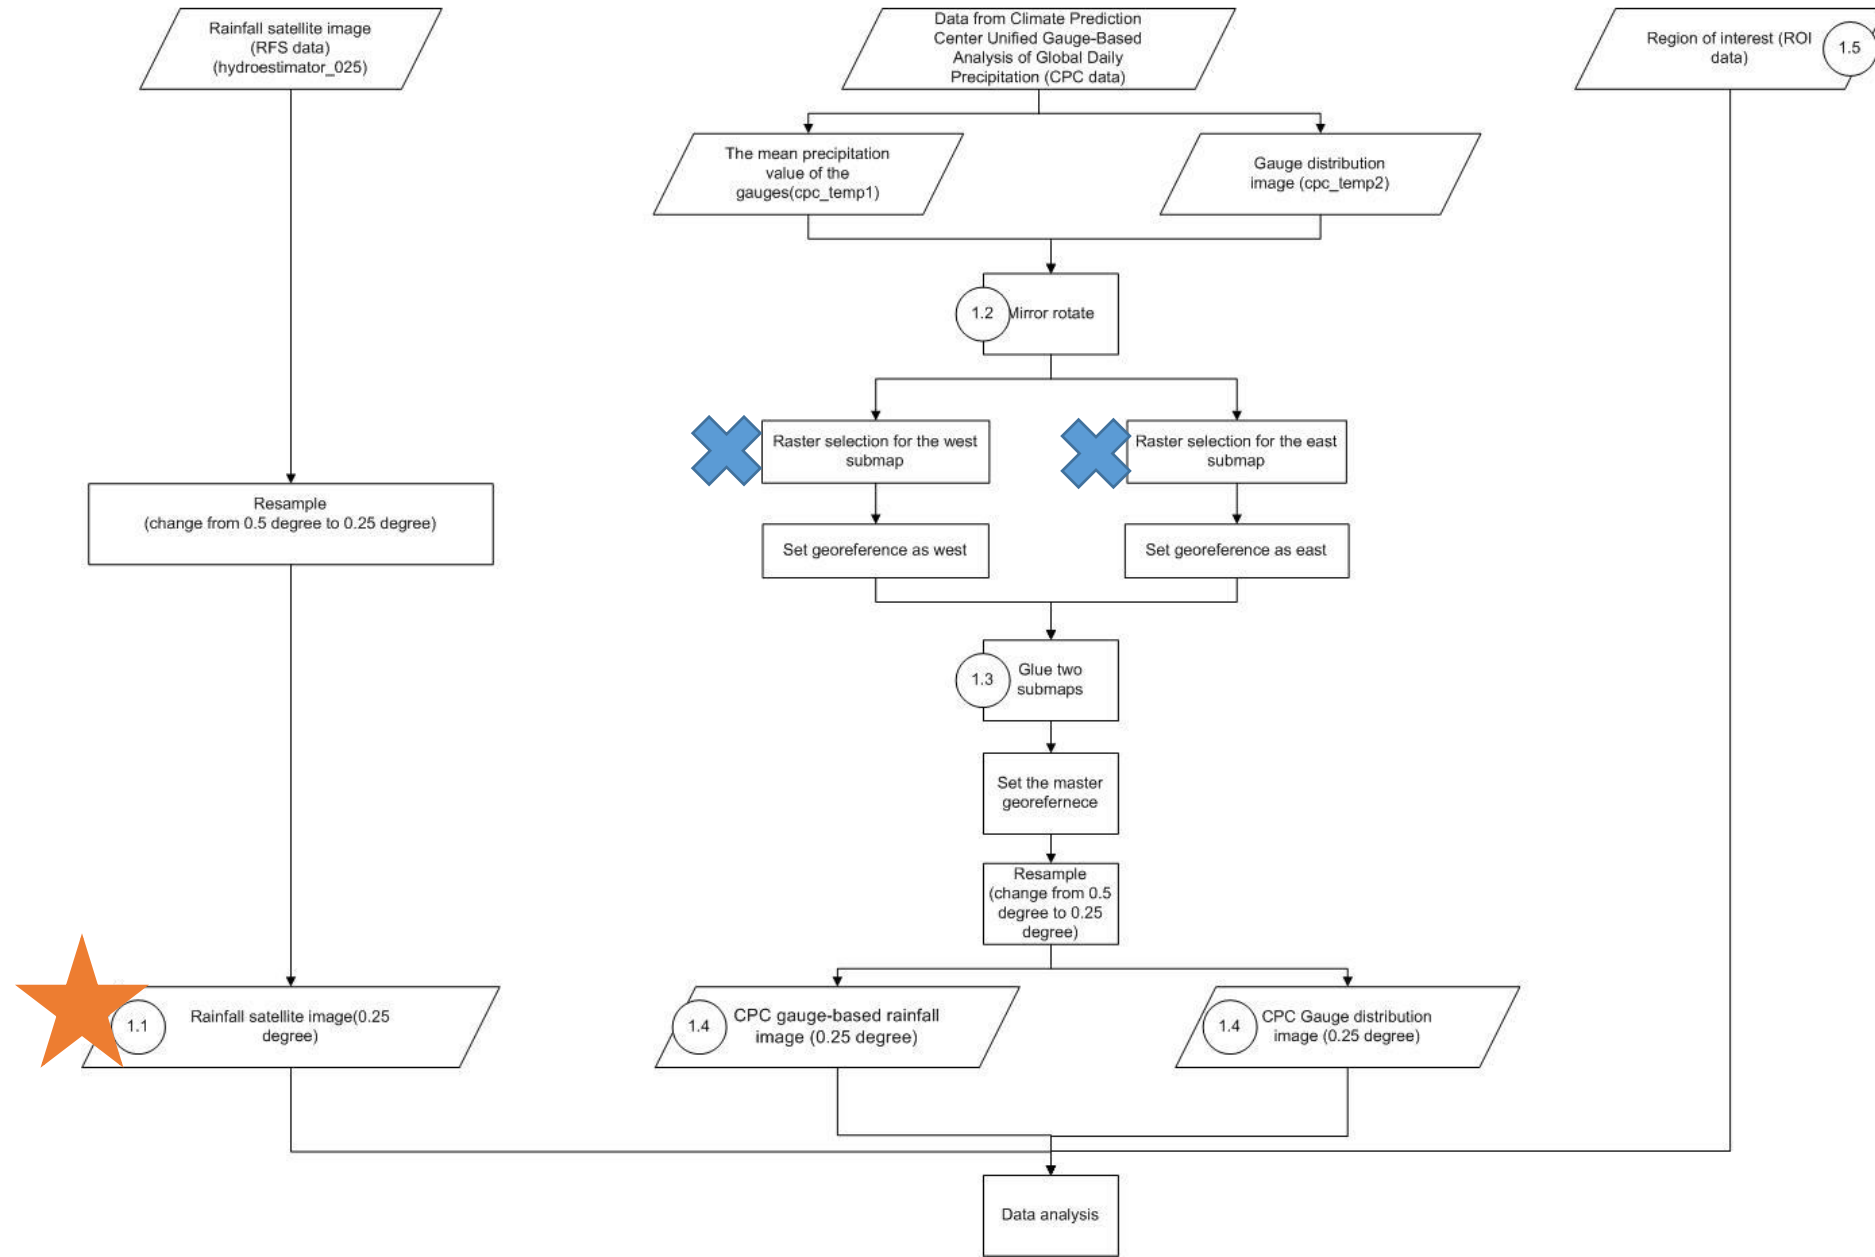 Rainfall satellite image
(RFS data)
(hydroestimator_025)
Data from Climate Prediction
Center Unified Gauge-Based
Analysis of Global Daily
Precipitation (CPC data)
Region of interest (ROI
data)
1.5
The mean precipitation
value of the
gauges(cpc_temp1)
Gauge distribution
image (cpc_temp2)
1.2
Mirror rotate
Raster selection for the west
submap
Raster selection for the east
submap
Resample
(change from 0.5 degree to 0.25 degree)
Set georeference as west
Set georeference as east
1.3
Glue two
submaps
Set the master
georefernece
Resample
(change from 0.5
degree to 0.25
degree)
1.1
Rainfall satellite image(0.25
degree)
1.4
CPC gauge-based rainfall
image (0.25 degree)
1.4
CPC Gauge distribution
image (0.25 degree)
Data analysis